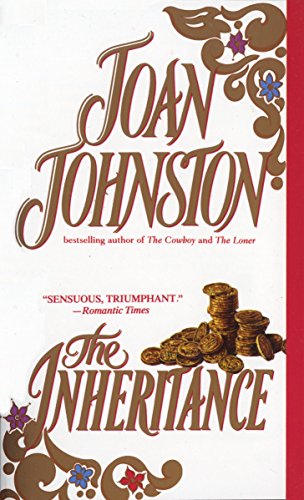 JOAN
JOHNSTON
bestselling author of The Cowboy and The Loner
"SENSUOUS, TRIUMPHANT."
—Romantic Times
The
INHERITANCE